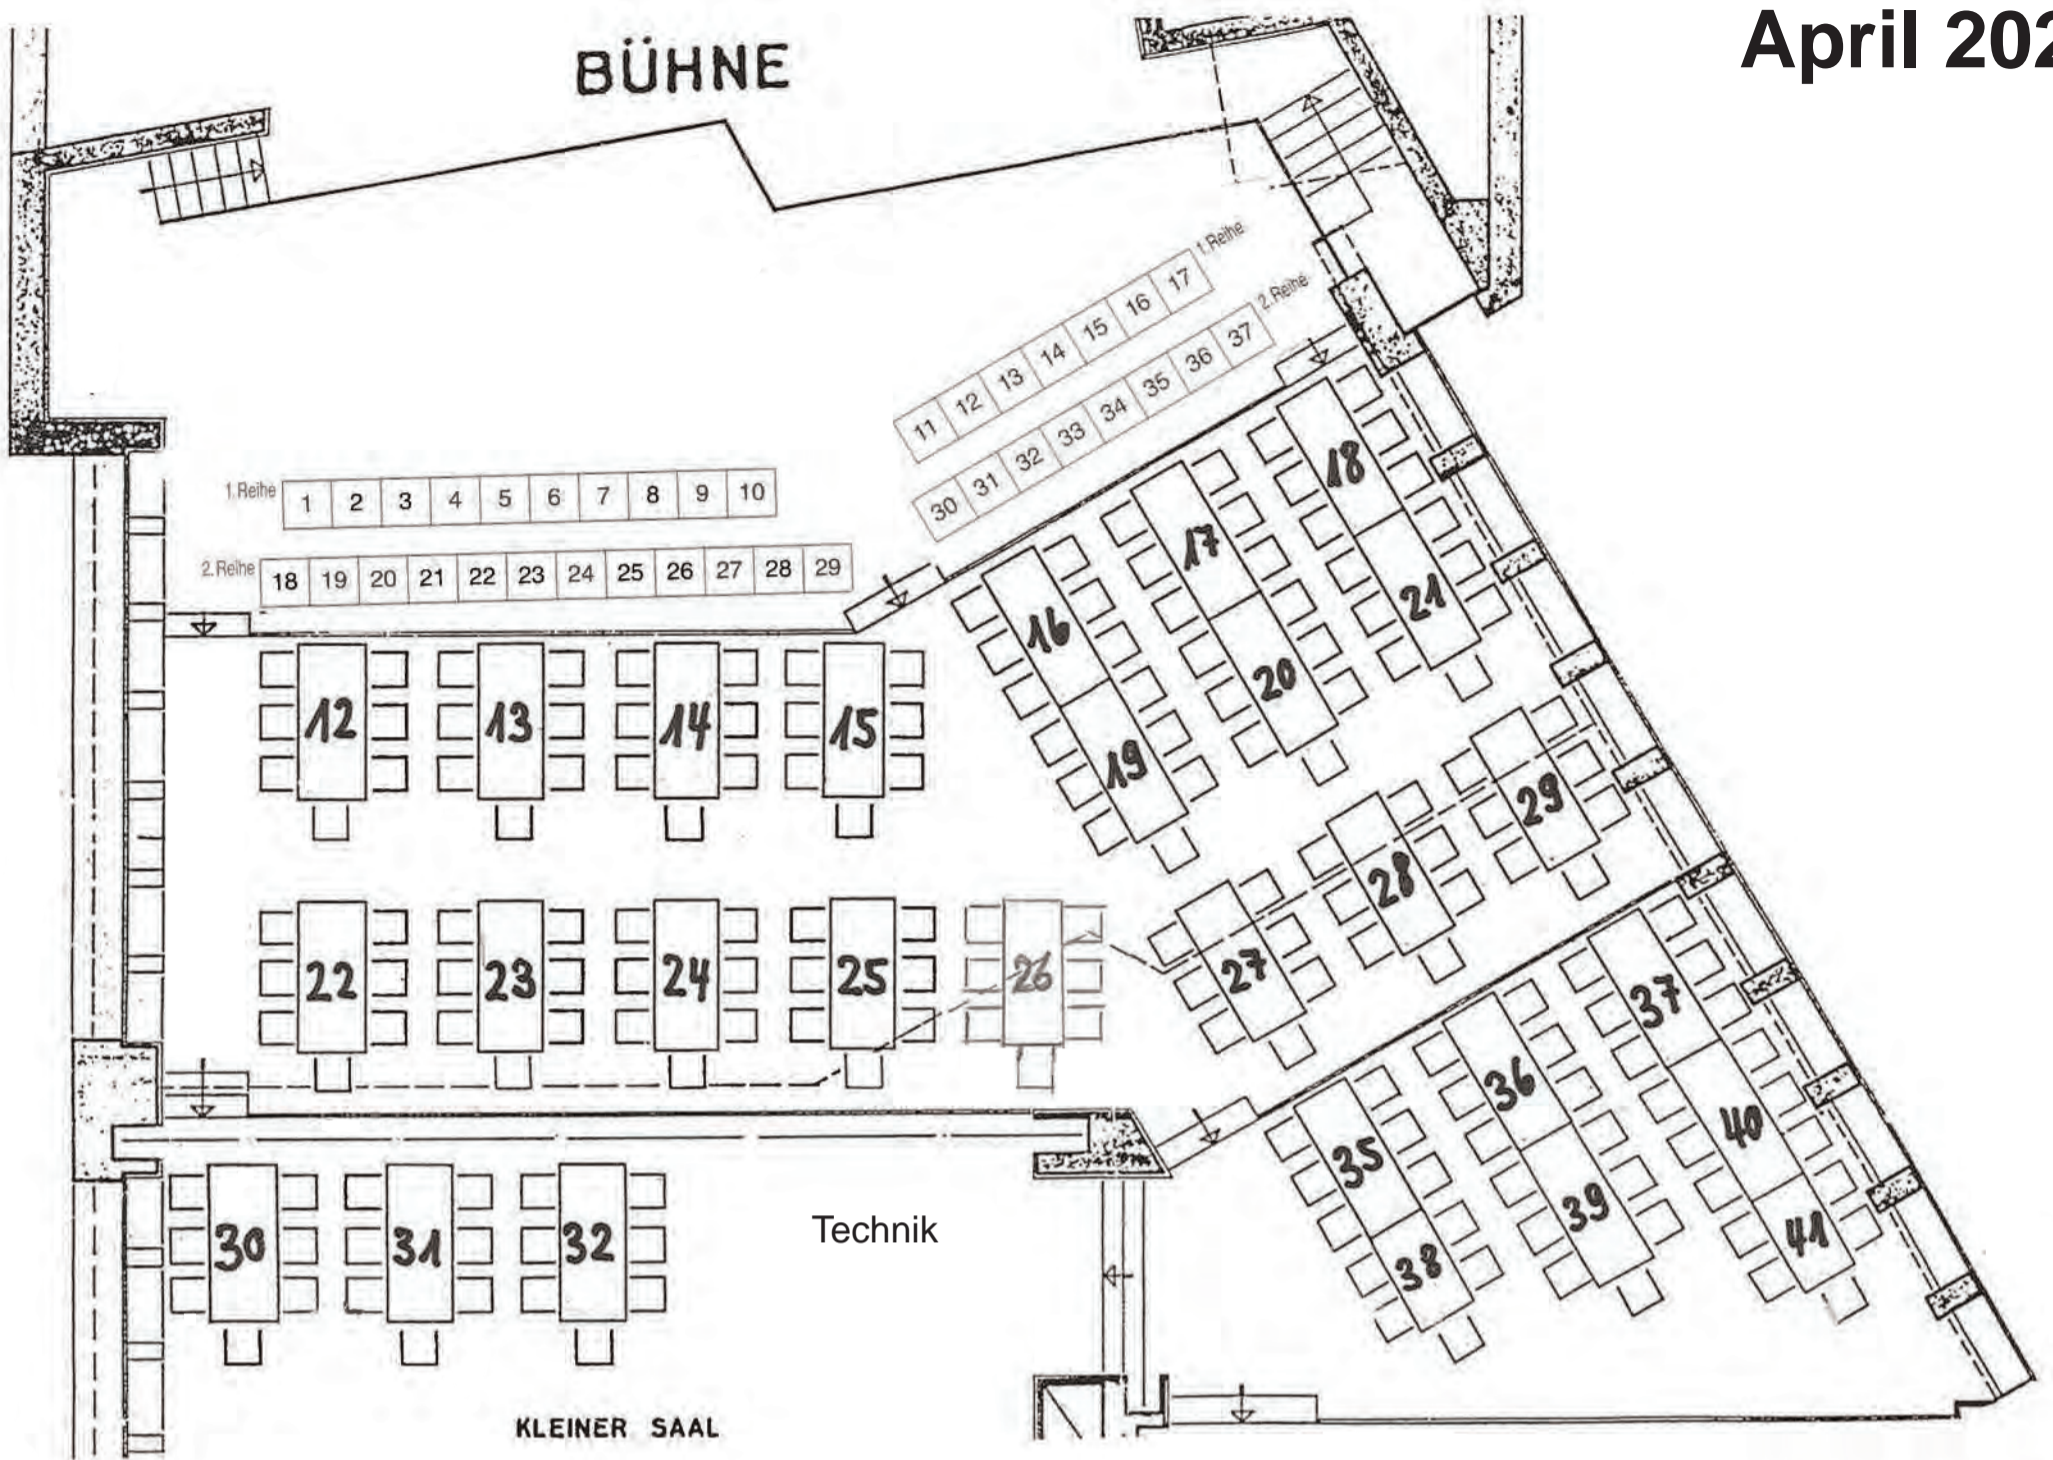 April 202
BÜHNE
1. Reihe
11 12 13 14 15 16 17
2. Reihe
30 31 32 33 34 35 36 37
1. Reihe 1 2 3 4 5 6 7 8 9 10
2. Reihe 18 19 20 21 22 23 24 25 26 27 28 29
16 17 18
19 20 21
12 13 14 15
27 28 29
22 23 24 25 26
35 36 37
38 39 40
41
30 31 32
Technik
KLEINER SAAL